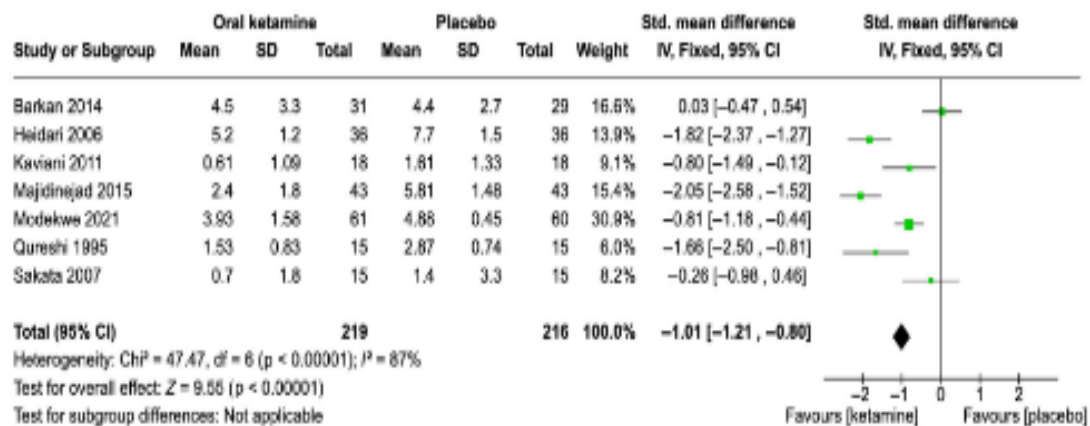 Oral ketamine Placebo Std. mean difference Std. mean difference
Study or Subgroup Mean SD Total Mean SD Total Weight IV, Fixed, 95% CI IV, Fixed, 95% CI
Barkan 2014 4.5 3.3 31 4.4 2.7 29 16.6% 0.03 [−0.47 , 0.54]
Heidari 2006 5.2 1.2 36 7.7 1.5 36 13.9% −1.82 [−2.37 , −1.27]
Kaviani 2011 0.61 1.09 18 1.61 1.33 18 9.1% −0.80 [−1.49 , −0.12]
Majidinejad 2015 2.4 1.8 43 5.81 1.48 43 15.4% −2.05 [−2.58 , −1.52]
Modekwe 2021 3.93 1.58 61 4.88 0.45 60 30.9% −0.81 [−1.18 , −0.44]
Qureshi 1995 1.53 0.83 15 2.87 0.74 15 6.0% −1.66 [−2.50 , −0.81]
Sakata 2007 0.7 1.8 15 1.4 3.3 15 8.2% −0.26 [−0.98 , 0.46]
Total (95% CI) 219 216 100.0% −1.01 [−1.21 , −0.80]
Heterogeneity: Chi² = 47.47, df = 6 (p < 0.00001); I² = 87%
Test for overall effect: Z = 9.55 (p < 0.00001)
Test for subgroup differences: Not applicable
−2 −1 0 1 2
Favours [ketamine] Favours [placebo]